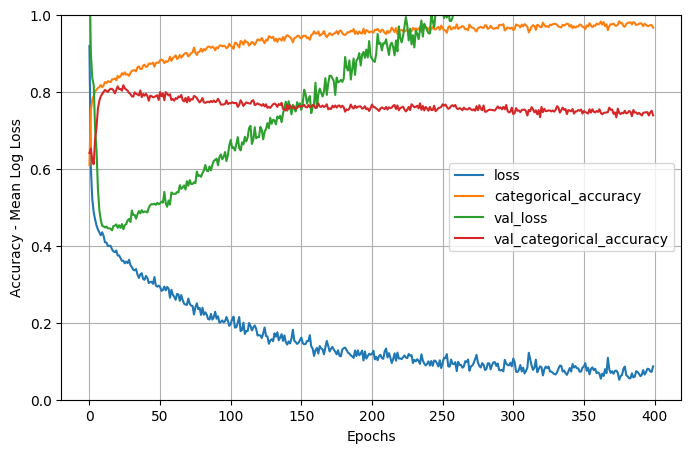 1.0
0.8
0.6
0.4
0.2
0.0
Accuracy - Mean Log Loss
loss
categorical_accuracy
val_loss
val_categorical_accuracy
0 50 100 150 200 250 300 350 400
Epochs